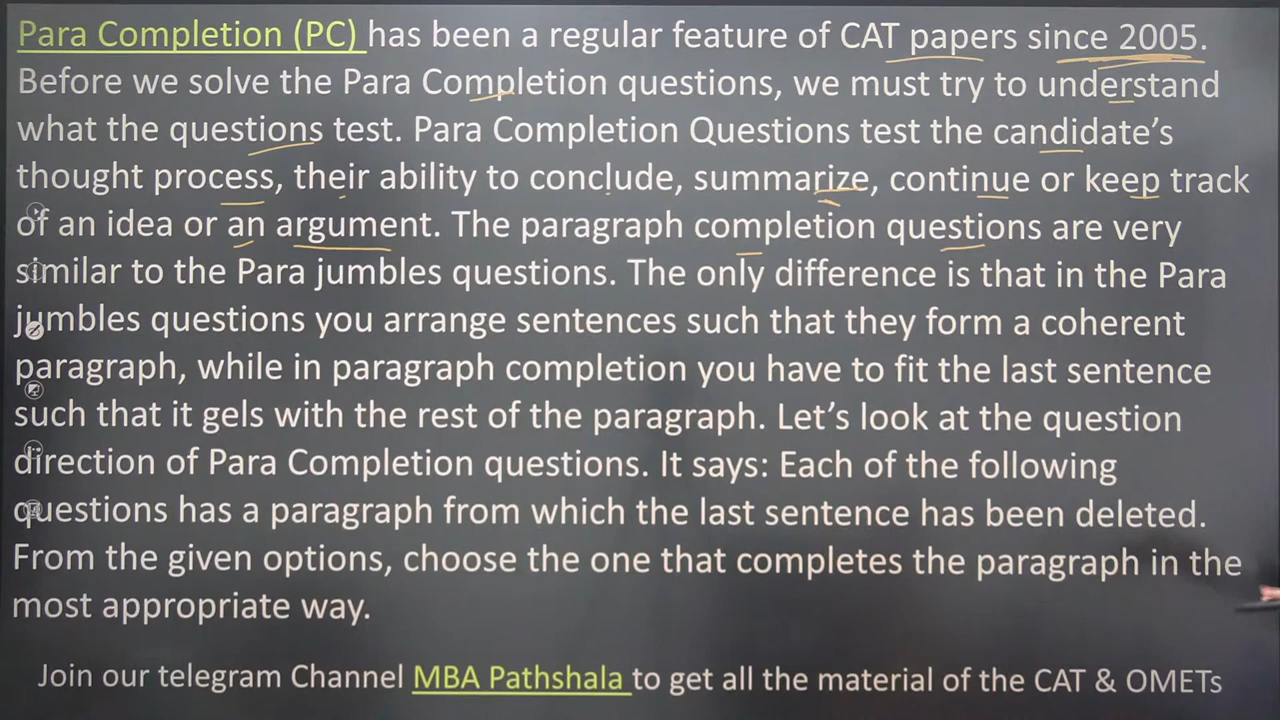 Para Completion (PC) has been a regular feature of CAT papers since 2005.
Before we solve the Para Completion questions, we must try to understand
what the questions test. Para Completion Questions test the candidate's
thought process, their ability to conclude, summarize, continue or keep track
of an idea or an argument. The paragraph completion questions are very
similar to the Para jumbles questions. The only difference is that in the Para
jumbles questions you arrange sentences such that they form a coherent
paragraph, while in paragraph completion you have to fit the last sentence
such that it gels with the rest of the paragraph. Let's look at the question
direction of Para Completion questions. It says: Each of the following
questions has a paragraph from which the last sentence has been deleted.
From the given options, choose the one that completes the paragraph in the
most appropriate way.
Join our telegram Channel MBA Pathshala to get all the material of the CAT & OMETs